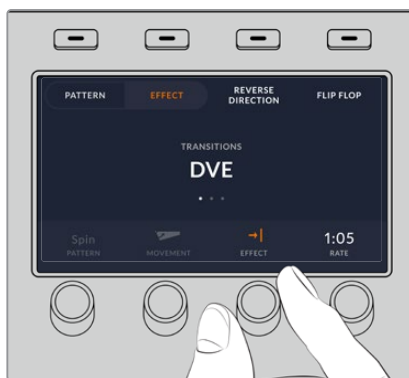 PATTERN
EFFECT
REVERSE
DIRECTION
FLIP FLOP
TRANSITIONS
DVE
Spin
PATTERN
MOVEMENT
EFFECT
1:05
RATE